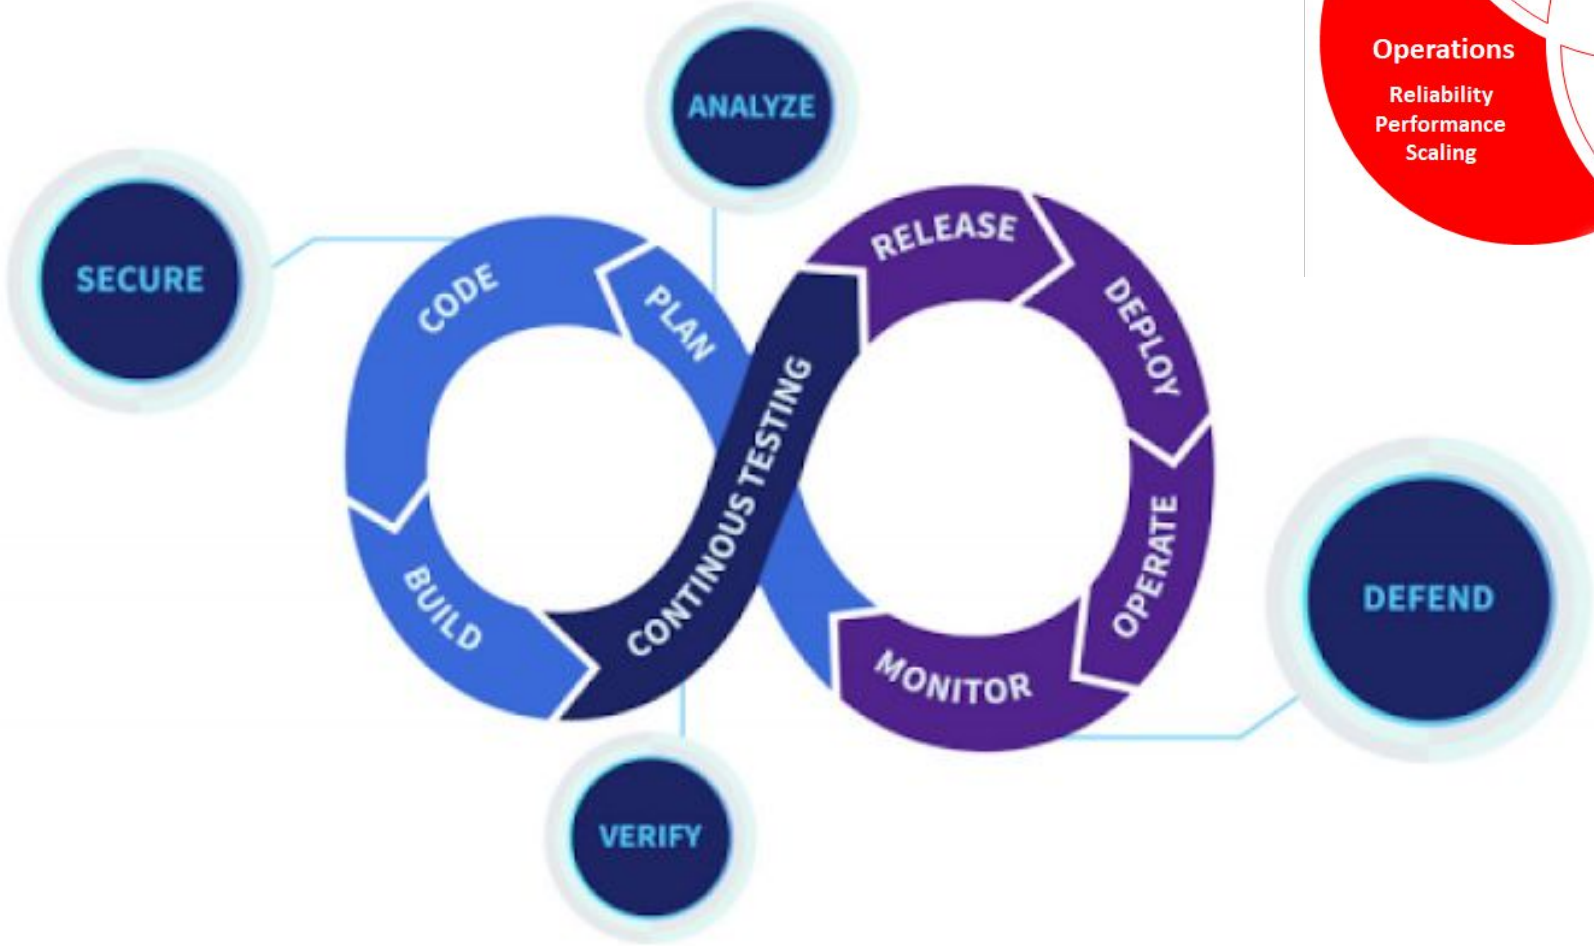 ANALYZE
Operations
Reliability
Performance
Scaling
SECURE
CODE
PLAN
RELEASE
DEPLOY
CONTINOUS TESTING
BUILD
OPERATE
MONITOR
DEFEND
VERIFY